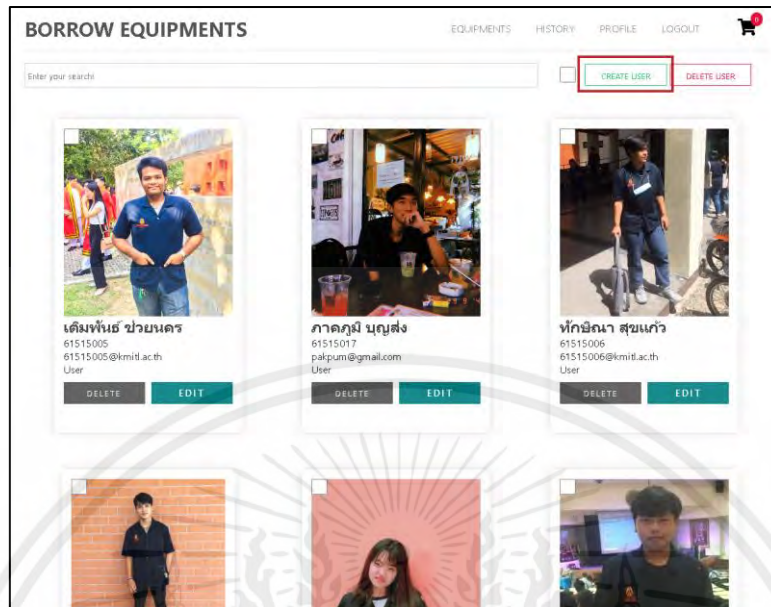 BORROW EQUIPMENTS
EQUIPMENTS HISTORY PROFILE LOGOUT
0
Enter your search!
CREATE USER DELETE USER
เติมพันธ์ ช่วยนคร
61515005
61515005@kmitl.ac.th
User
DELETE EDIT
ภาคภูมิ บุญส่ง
61515017
pakpum@gmail.com
User
DELETE EDIT
ทักษิณา สุขแก้ว
61515006
61515006@kmitl.ac.th
User
DELETE EDIT